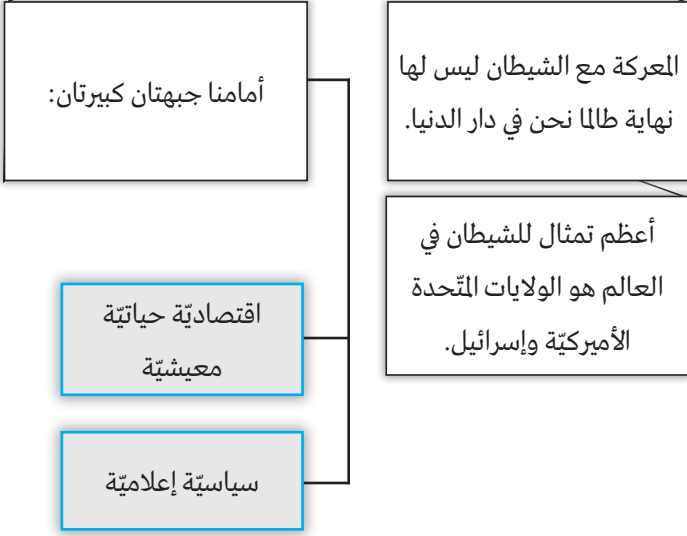 المعركة مع الشيطان ليس لها
نهاية طالما نحن في دار الدنيا.
أعظم تمثال للشيطان في
العالم هو الولايات المتّحدة
الأميركيّة وإسرائيل.
أمامنا جبهتان كبيرتان:
اقتصاديّة حياتيّة
معيشيّة
سياسيّة إعلاميّة